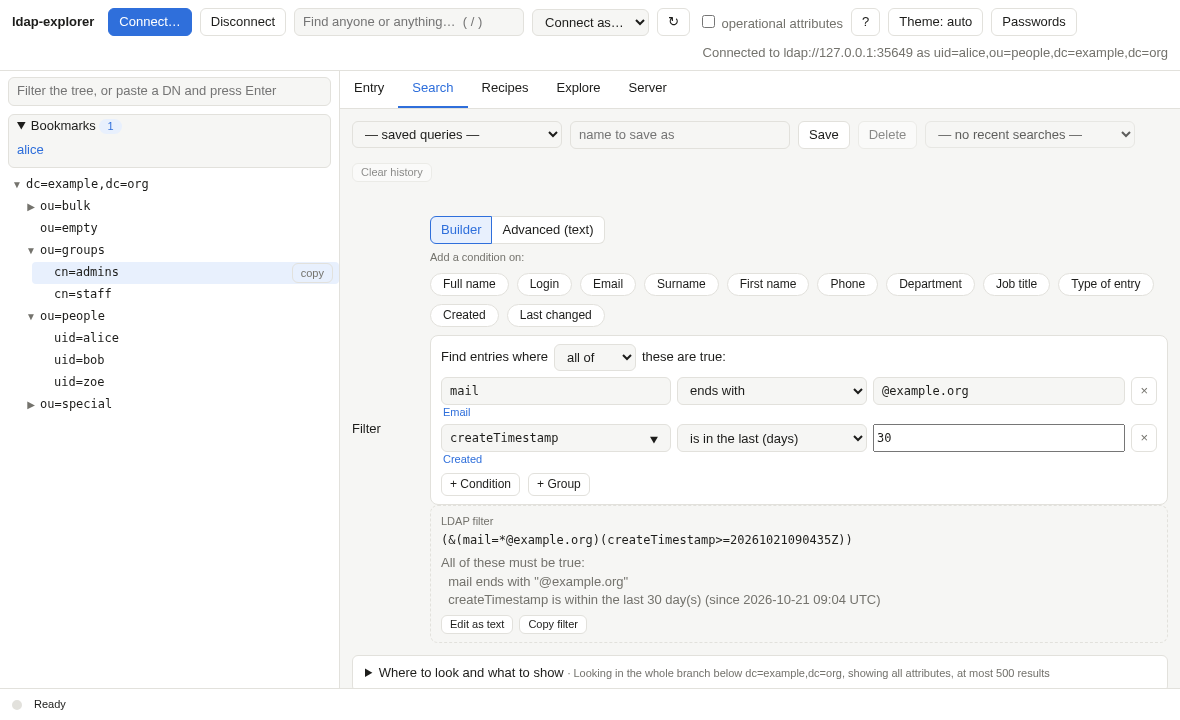 ldap-explorer Connect… Disconnect Find anyone or anything… ( / ) Connect as… ↻ operational attributes ? Theme: auto Passwords
Connected to ldap://127.0.0.1:35649 as uid=alice,ou=people,dc=example,dc=org
Filter the tree, or paste a DN and press Enter
▼ Bookmarks 1
alice
▼ dc=example,dc=org
▶ ou=bulk
ou=empty
▼ ou=groups
cn=admins copy
cn=staff
▼ ou=people
uid=alice
uid=bob
uid=zoe
▶ ou=special
Entry Search Recipes Explore Server
— saved queries — name to save as Save Delete — no recent searches —
Clear history
Builder Advanced (text)
Add a condition on:
Full name Login Email Surname First name Phone Department Job title Type of entry
Created Last changed
Find entries where all of these are true:
mail ends with @example.org ×
Email
Filter
createTimestamp is in the last (days) 30 ×
Created
+ Condition + Group
LDAP filter
(&(mail=*@example.org)(createTimestamp>=20261021090435Z))
All of these must be true:
mail ends with "@example.org"
createTimestamp is within the last 30 day(s) (since 2026-10-21 09:04 UTC)
Edit as text Copy filter
▶ Where to look and what to show · Looking in the whole branch below dc=example,dc=org, showing all attributes, at most 500 results
Ready